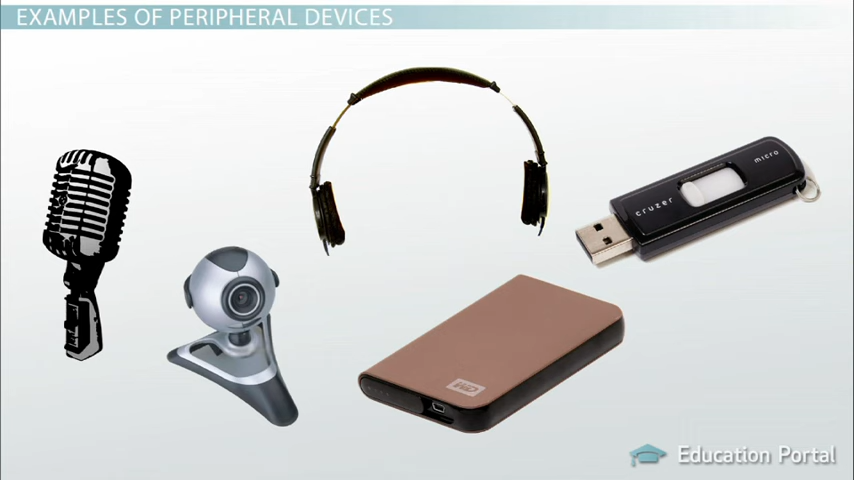 EXAMPLES OF PERIPHERAL DEVICES
cruzer micro
WD
Education Portal